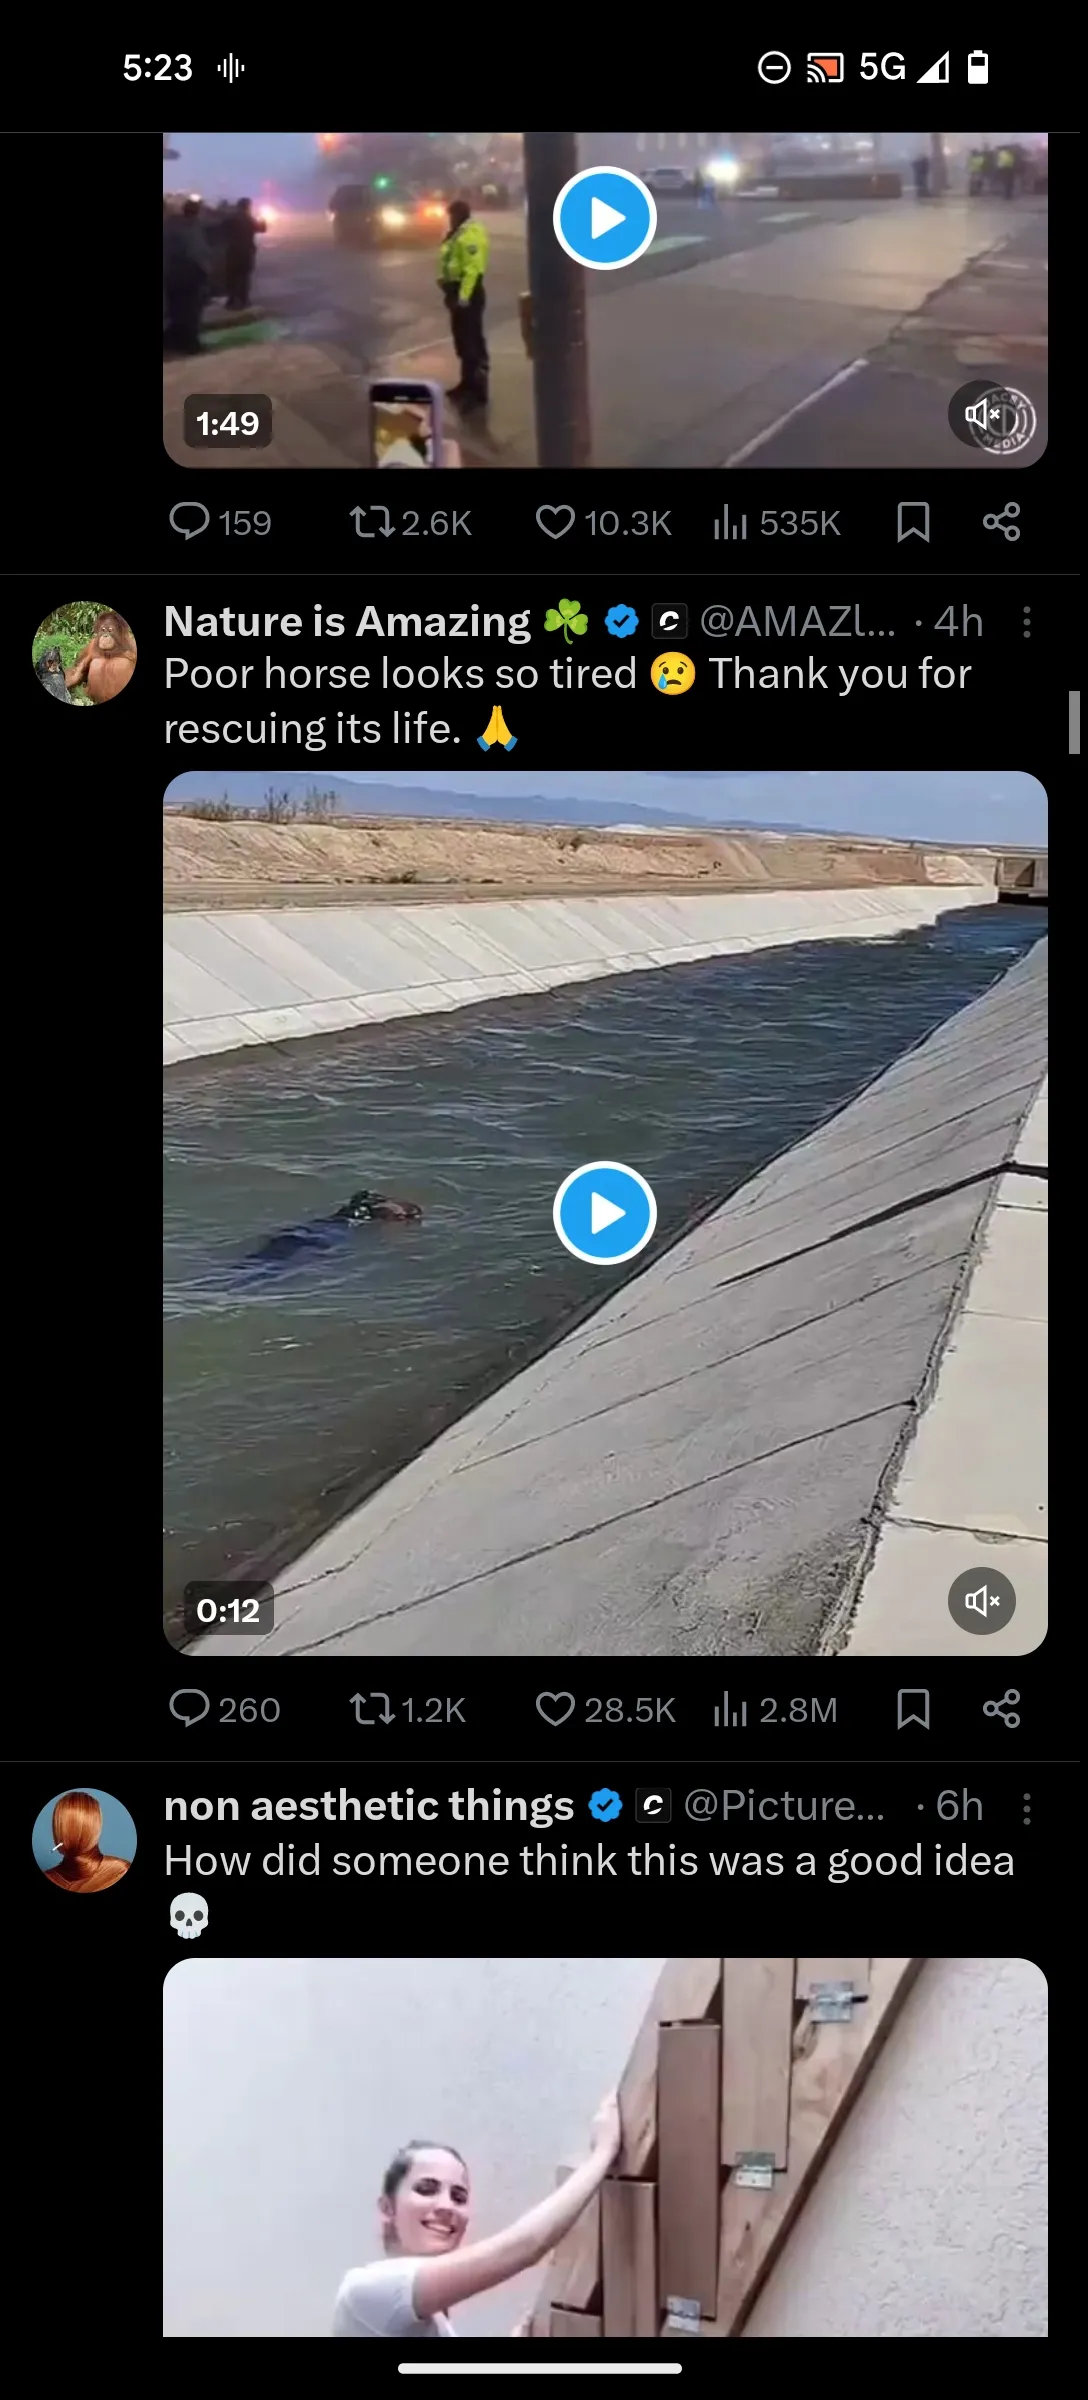 5:23
5G
1:49
159
2.6K
10.3K
535K
Nature is Amazing ☘️ @AMAZl... · 4h
Poor horse looks so tired 😢 Thank you for
rescuing its life. 🙏
0:12
260
1.2K
28.5K
2.8M
non aesthetic things @Picture... · 6h
How did someone think this was a good idea
💀